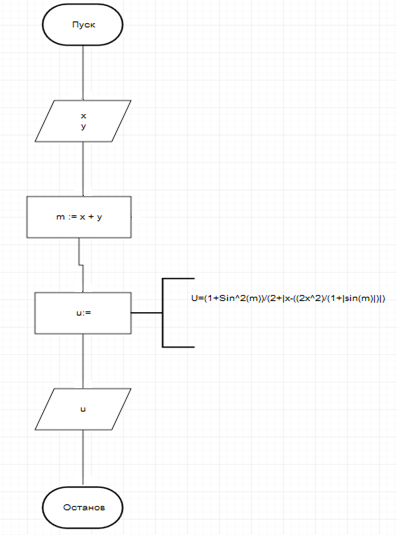 Пуск
x
y
m := x + y
u:=
U=(1+Sin^2(m))/(2+|x-((2x^2)/(1+|sin(m)|)|)
u
Останов